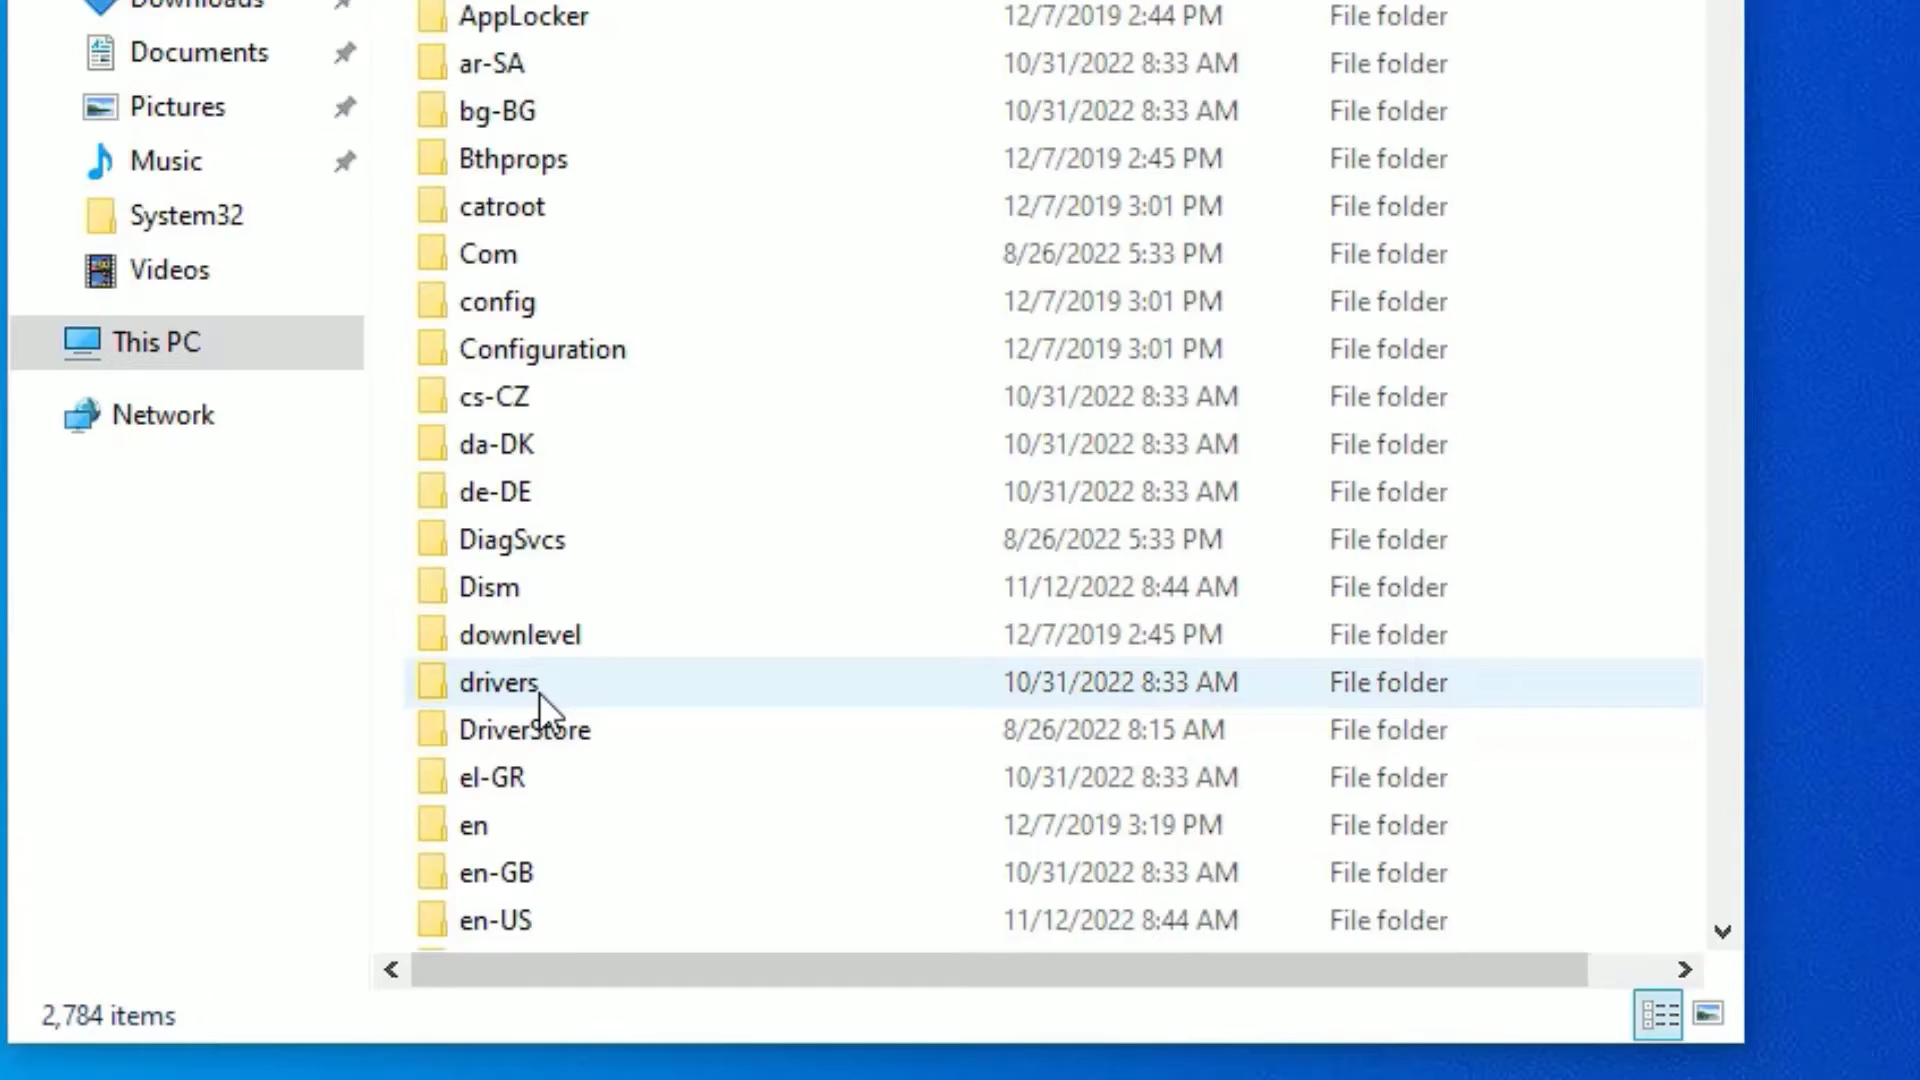 Downloads
Documents
Pictures
Music
System32
Videos
This PC
Network
AppLocker 12/7/2019 2:44 PM File folder
ar-SA 10/31/2022 8:33 AM File folder
bg-BG 10/31/2022 8:33 AM File folder
Bthprops 12/7/2019 2:45 PM File folder
catroot 12/7/2019 3:01 PM File folder
Com 8/26/2022 5:33 PM File folder
config 12/7/2019 3:01 PM File folder
Configuration 12/7/2019 3:01 PM File folder
cs-CZ 10/31/2022 8:33 AM File folder
da-DK 10/31/2022 8:33 AM File folder
de-DE 10/31/2022 8:33 AM File folder
DiagSvcs 8/26/2022 5:33 PM File folder
Dism 11/12/2022 8:44 AM File folder
downlevel 12/7/2019 2:45 PM File folder
drivers 10/31/2022 8:33 AM File folder
DriverStore 8/26/2022 8:15 AM File folder
el-GR 10/31/2022 8:33 AM File folder
en 12/7/2019 3:19 PM File folder
en-GB 10/31/2022 8:33 AM File folder
en-US 11/12/2022 8:44 AM File folder
2,784 items